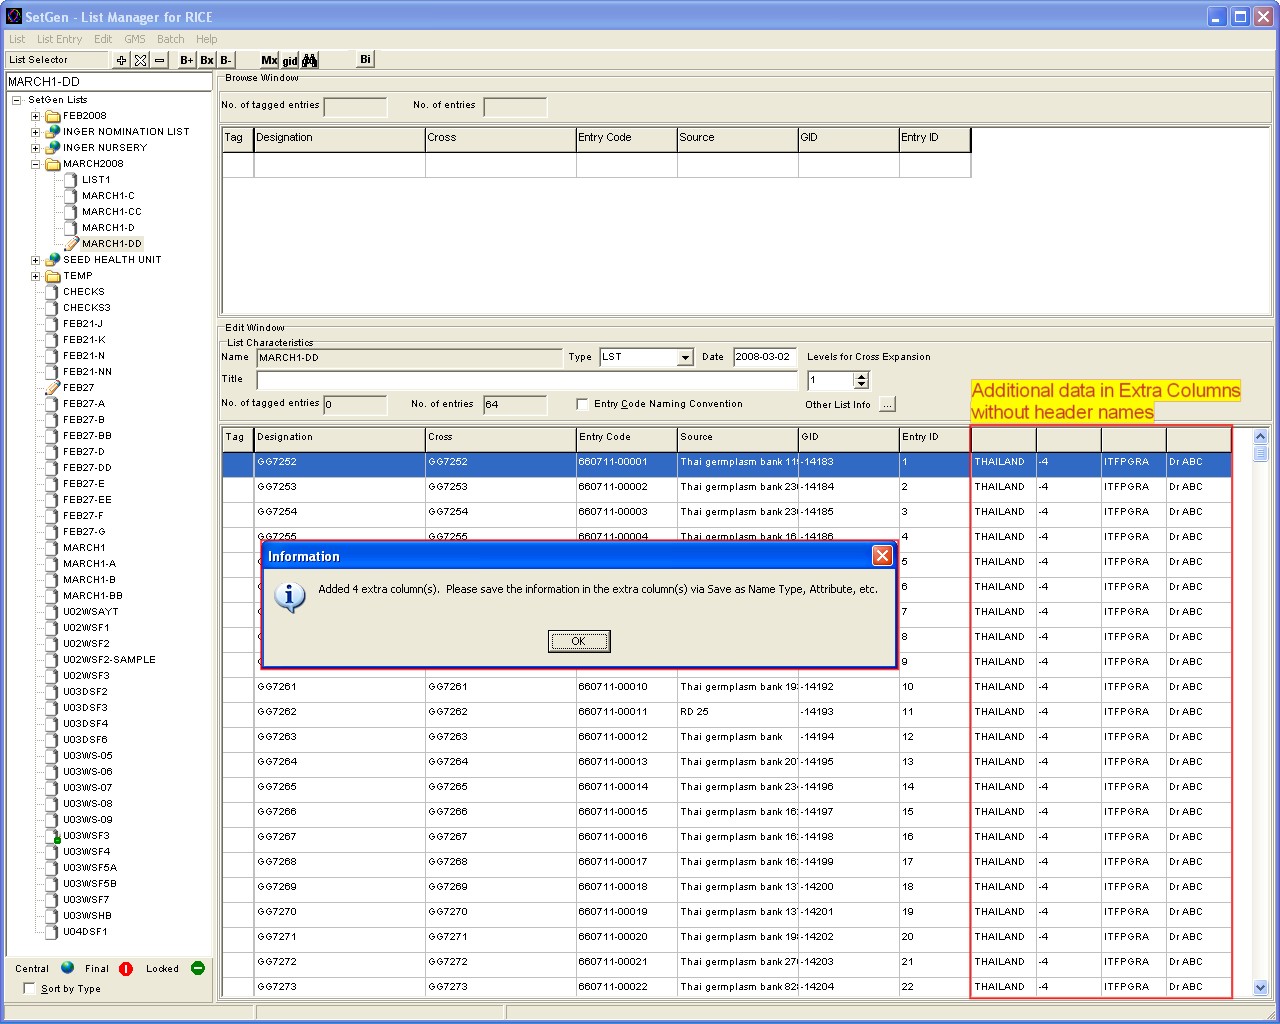 SetGen - List Manager for RICE
List List Entry Edit GMS Batch Help
List Selector B+ Bx B- Mx gid Bi
MARCH1-DD
SetGen Lists
FEB2008
INGER NOMINATION LIST
INGER NURSERY
MARCH2008
LIST1
MARCH1-C
MARCH1-CC
MARCH1-D
MARCH1-DD
SEED HEALTH UNIT
TEMP
CHECKS
CHECKS3
FEB21-J
FEB21-K
FEB21-N
FEB21-NN
FEB27
FEB27-A
FEB27-B
FEB27-BB
FEB27-D
FEB27-DD
FEB27-E
FEB27-EE
FEB27-F
FEB27-G
MARCH1
MARCH1-A
MARCH1-B
MARCH1-BB
U02WSAYT
U02WSF1
U02WSF2
U02WSF2-SAMPLE
U02WSF3
U03DSF2
U03DSF3
U03DSF4
U03DSF6
U03WS-05
U03WS-06
U03WS-07
U03WS-08
U03WS-09
U03WSF3
U03WSF4
U03WSF5A
U03WSF5B
U03WSF7
U03WSHB
U04DSF1
Central Final Locked
Sort by Type
Browse Window
No. of tagged entries No. of entries
Tag Designation Cross Entry Code Source GID Entry ID
Edit Window
List Characteristics
Name MARCH1-DD Type LST Date 2008-03-02 Levels for Cross Expansion
Title 1
No. of tagged entries 0 No. of entries 64 Entry Code Naming Convention Other List Info ...
Additional data in Extra Columns
without header names
Tag Designation Cross Entry Code Source GID Entry ID
GG7252 GG7252 660711-00001 Thai germplasm bank -14183 1 THAILAND -4 ITFPGRA Dr ABC
GG7253 GG7253 660711-00002 Thai germplasm bank -14184 2 THAILAND -4 ITFPGRA Dr ABC
GG7254 GG7254 660711-00003 Thai germplasm bank -14185 3 THAILAND -4 ITFPGRA Dr ABC
GG7255 GG7255 660711-00004 Thai germplasm bank -14186 4 THAILAND -4 ITFPGRA Dr ABC
5 THAILAND -4 ITFPGRA Dr ABC
6 THAILAND -4 ITFPGRA Dr ABC
7 THAILAND -4 ITFPGRA Dr ABC
8 THAILAND -4 ITFPGRA Dr ABC
9 THAILAND -4 ITFPGRA Dr ABC
Information
Added 4 extra column(s). Please save the information in the extra column(s) via Save as Name Type, Attribute, etc.
OK
GG7261 GG7261 660711-00010 Thai germplasm bank -14192 10 THAILAND -4 ITFPGRA Dr ABC
GG7262 GG7262 660711-00011 RD 25 -14193 11 THAILAND -4 ITFPGRA Dr ABC
GG7263 GG7263 660711-00012 Thai germplasm bank -14194 12 THAILAND -4 ITFPGRA Dr ABC
GG7264 GG7264 660711-00013 Thai germplasm bank -14195 13 THAILAND -4 ITFPGRA Dr ABC
GG7265 GG7265 660711-00014 Thai germplasm bank -14196 14 THAILAND -4 ITFPGRA Dr ABC
GG7266 GG7266 660711-00015 Thai germplasm bank -14197 15 THAILAND -4 ITFPGRA Dr ABC
GG7267 GG7267 660711-00016 Thai germplasm bank -14198 16 THAILAND -4 ITFPGRA Dr ABC
GG7268 GG7268 660711-00017 Thai germplasm bank -14199 17 THAILAND -4 ITFPGRA Dr ABC
GG7269 GG7269 660711-00018 Thai germplasm bank -14200 18 THAILAND -4 ITFPGRA Dr ABC
GG7270 GG7270 660711-00019 Thai germplasm bank -14201 19 THAILAND -4 ITFPGRA Dr ABC
GG7271 GG7271 660711-00020 Thai germplasm bank -14202 20 THAILAND -4 ITFPGRA Dr ABC
GG7272 GG7272 660711-00021 Thai germplasm bank -14203 21 THAILAND -4 ITFPGRA Dr ABC
GG7273 GG7273 660711-00022 Thai germplasm bank -14204 22 THAILAND -4 ITFPGRA Dr ABC